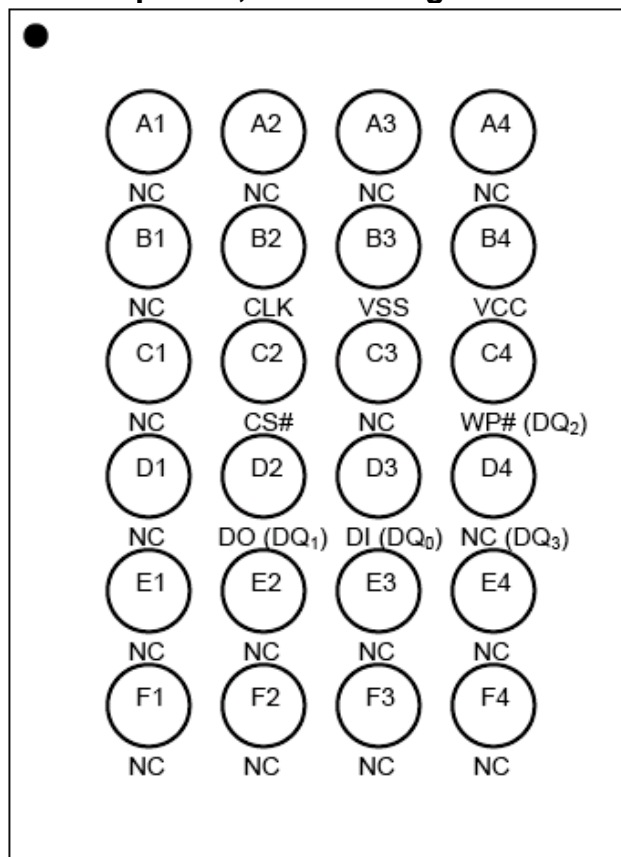 A1 A2 A3 A4
NC NC NC NC
B1 B2 B3 B4
NC CLK VSS VCC
C1 C2 C3 C4
NC CS# NC WP# (DQ₂)
D1 D2 D3 D4
NC DO (DQ₁) DI (DQ₀) NC (DQ₃)
E1 E2 E3 E4
NC NC NC NC
F1 F2 F3 F4
NC NC NC NC